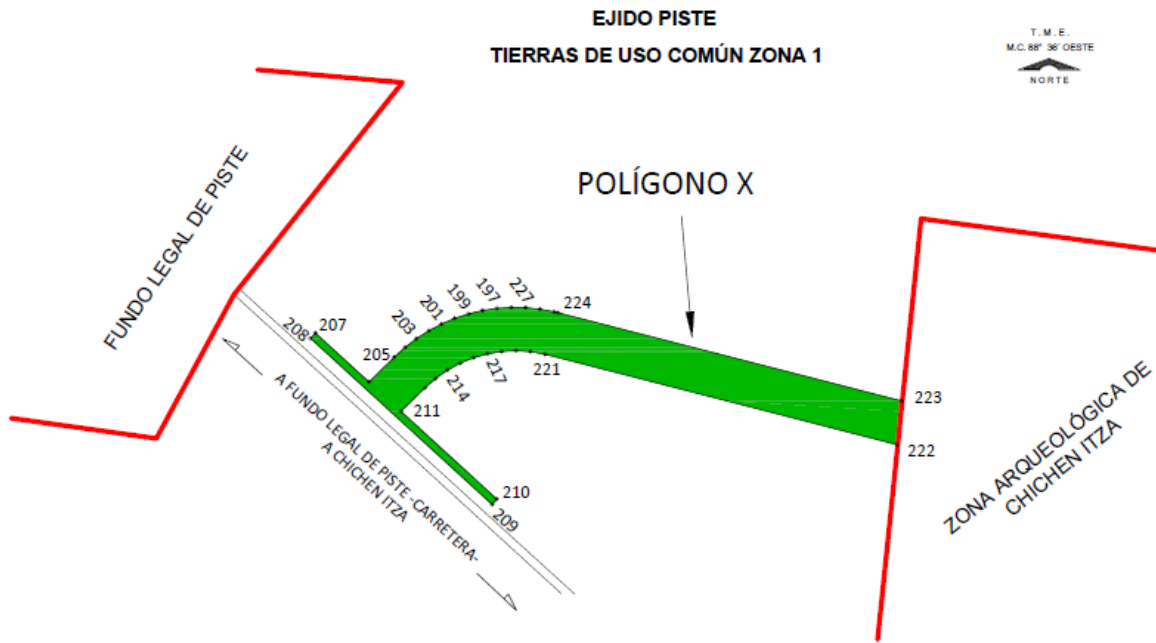 EJIDO PISTE
TIERRAS DE USO COMÚN ZONA 1
T. M. E.
M.C. 88° 36' OESTE
NORTE
FUNDO LEGAL DE PISTE
POLÍGONO X
208
207
205
203
201
199
197
227
224
223
222
221
217
214
211
210
209
A FUNDO LEGAL DE PISTE -CARRETERA-
A CHICHEN ITZA
ZONA ARQUEOLÓGICA DE
CHICHEN ITZA